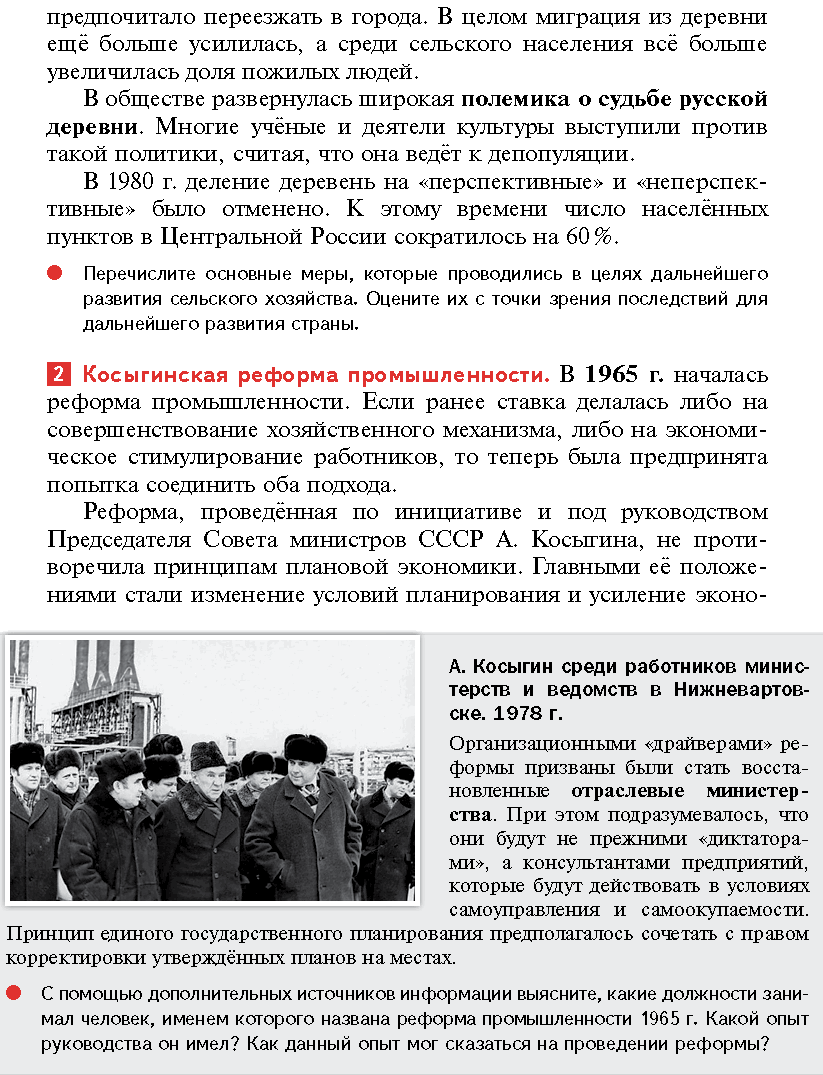 предпочитало переезжать в города. В целом миграция из деревни
ещё больше усилилась, а среди сельского населения всё больше
увеличилась доля пожилых людей.
В обществе развернулась широкая полемика о судьбе русской
деревни. Многие учёные и деятели культуры выступили против
такой политики, считая, что она ведёт к депопуляции.
В 1980 г. деление деревень на «перспективные» и «неперспек-
тивные» было отменено. К этому времени число населённых
пунктов в Центральной России сократилось на 60%.
Перечислите основные меры, которые проводились в целях дальнейшего
развития сельского хозяйства. Оцените их с точки зрения последствий для
дальнейшего развития страны.
2 Косыгинская реформа промышленности. В 1965 г. началась
реформа промышленности. Если ранее ставка делалась либо на
совершенствование хозяйственного механизма, либо на экономи-
ческое стимулирование работников, то теперь была предпринята
попытка соединить оба подхода.
Реформа, проведённая по инициативе и под руководством
Председателя Совета министров СССР А. Косыгина, не проти-
воречила принципам плановой экономики. Главными её положе-
ниями стали изменение условий планирования и усиление эконо-
А. Косыгин среди работников минис-
терств и ведомств в Нижневартов-
ске. 1978 г.
Организационными «драйверами» ре-
формы призваны были стать восста-
новленные отраслевые министер-
ства. При этом подразумевалось, что
они будут не прежними «диктатора-
ми», а консультантами предприятий,
которые будут действовать в условиях
самоуправления и самоокупаемости.
Принцип единого государственного планирования предполагалось сочетать с правом
корректировки утверждённых планов на местах.
С помощью дополнительных источников информации выясните, какие должности зани-
мал человек, именем которого названа реформа промышленности 1965 г. Какой опыт
руководства он имел? Как данный опыт мог сказаться на проведении реформы?